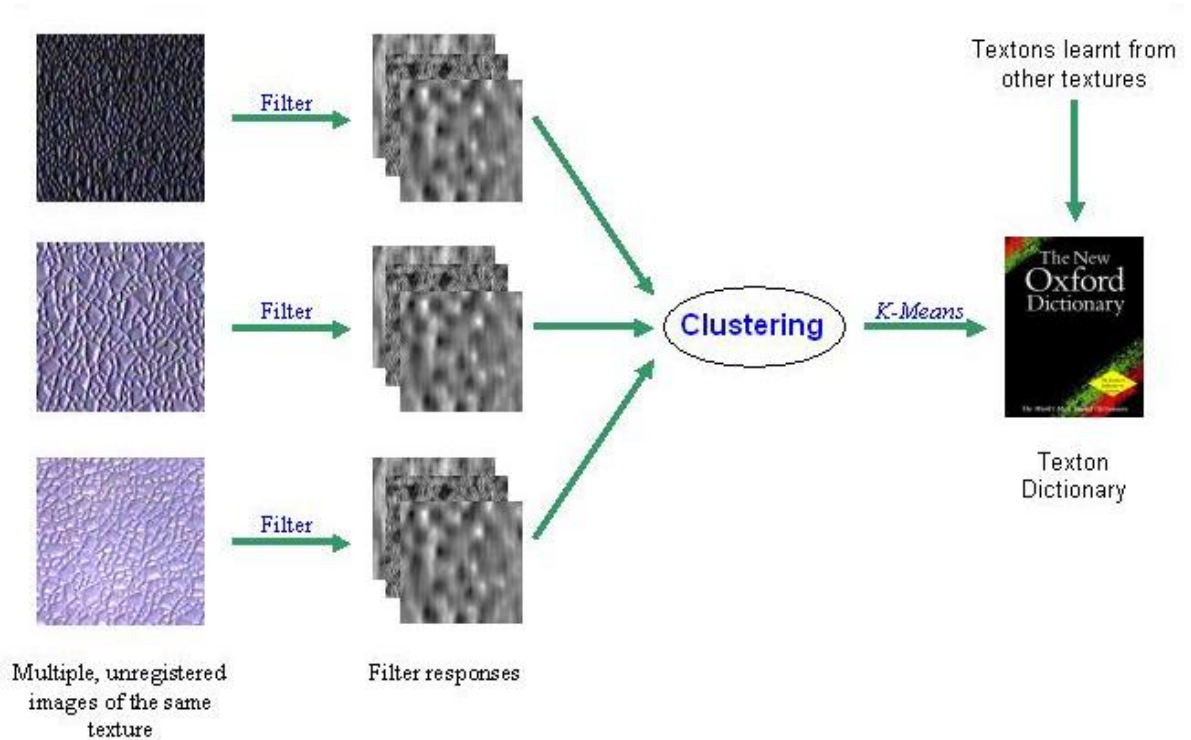 Textons learnt from
other textures
Filter
Filter
Filter
Clustering
K-Means
The New
Oxford
Dictionary
Texton
Dictionary
Multiple, unregistered
images of the same
texture
Filter responses